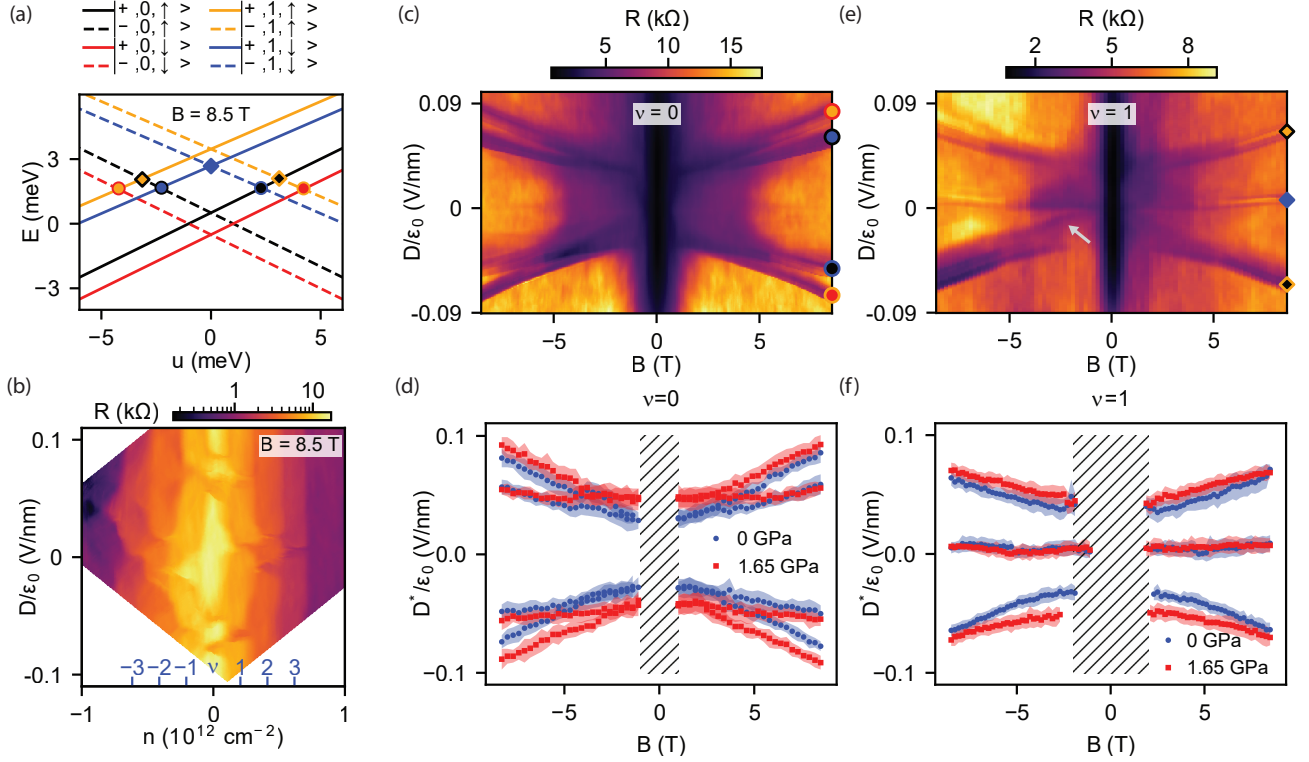 (a)
| + ,0, ↑ >
| − ,0, ↑ >
| + ,0, ↓ >
| − ,0, ↓ >
| + ,1, ↑ >
| − ,1, ↑ >
| + ,1, ↓ >
| − ,1, ↓ >
B = 8.5 T
E (meV)
3
0
−3
−5
0
5
u (meV)
(b)
R (kΩ)
1
10
B = 8.5 T
D/ε0 (V/nm)
0.1
0
-0.1
−3 −2 −1 ν 1 2 3
-1
0
1
n (10¹² cm⁻²)
(c)
R (kΩ)
5 10 15
ν = 0
D/ε0 (V/nm)
0.09
0
-0.09
−5 0 5
B (T)
(d)
ν=0
D*/ε0 (V/nm)
0.1
0.0
−0.1
0 GPa
1.65 GPa
−5 0 5
B (T)
(e)
R (kΩ)
2 5 8
ν = 1
D/ε0 (V/nm)
0.09
0
-0.09
−5 0 5
B (T)
(f)
ν=1
D*/ε0 (V/nm)
0.1
0.0
−0.1
0 GPa
1.65 GPa
−5 0 5
B (T)